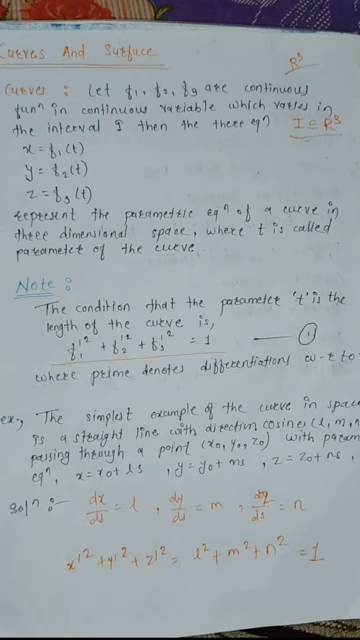 Curves And Surface
R³
Curves : Let f₁, f₂, f₃ are continuous
funⁿ in continuous variable which varies in
the interval I then the there eqⁿ I ⊆ R³
x = f₁(t)
y = f₂(t)
z = f₃(t)
represent the parametric eqⁿ of a curve in
three dimensional space, where t is called
parameter of the curve.
Note :
The condition that the parameter 't' is the
length of the curve is,
f₁'² + f₂'² + f₃'² = 1 —— ①
where prime denotes differentiations w-r to
ex., The simplest example of the curve in space
is a straight line with direction cosines (l, m, n
passing through a point (x₀, y₀, z₀) with param
eqⁿ, x = x₀ + ls , y = y₀ + ms , z = z₀ + ns ,
Solⁿ :- dx/ds = l , dy/ds = m , dz/ds = n
x'² + y'² + z'² = l² + m² + n² = 1